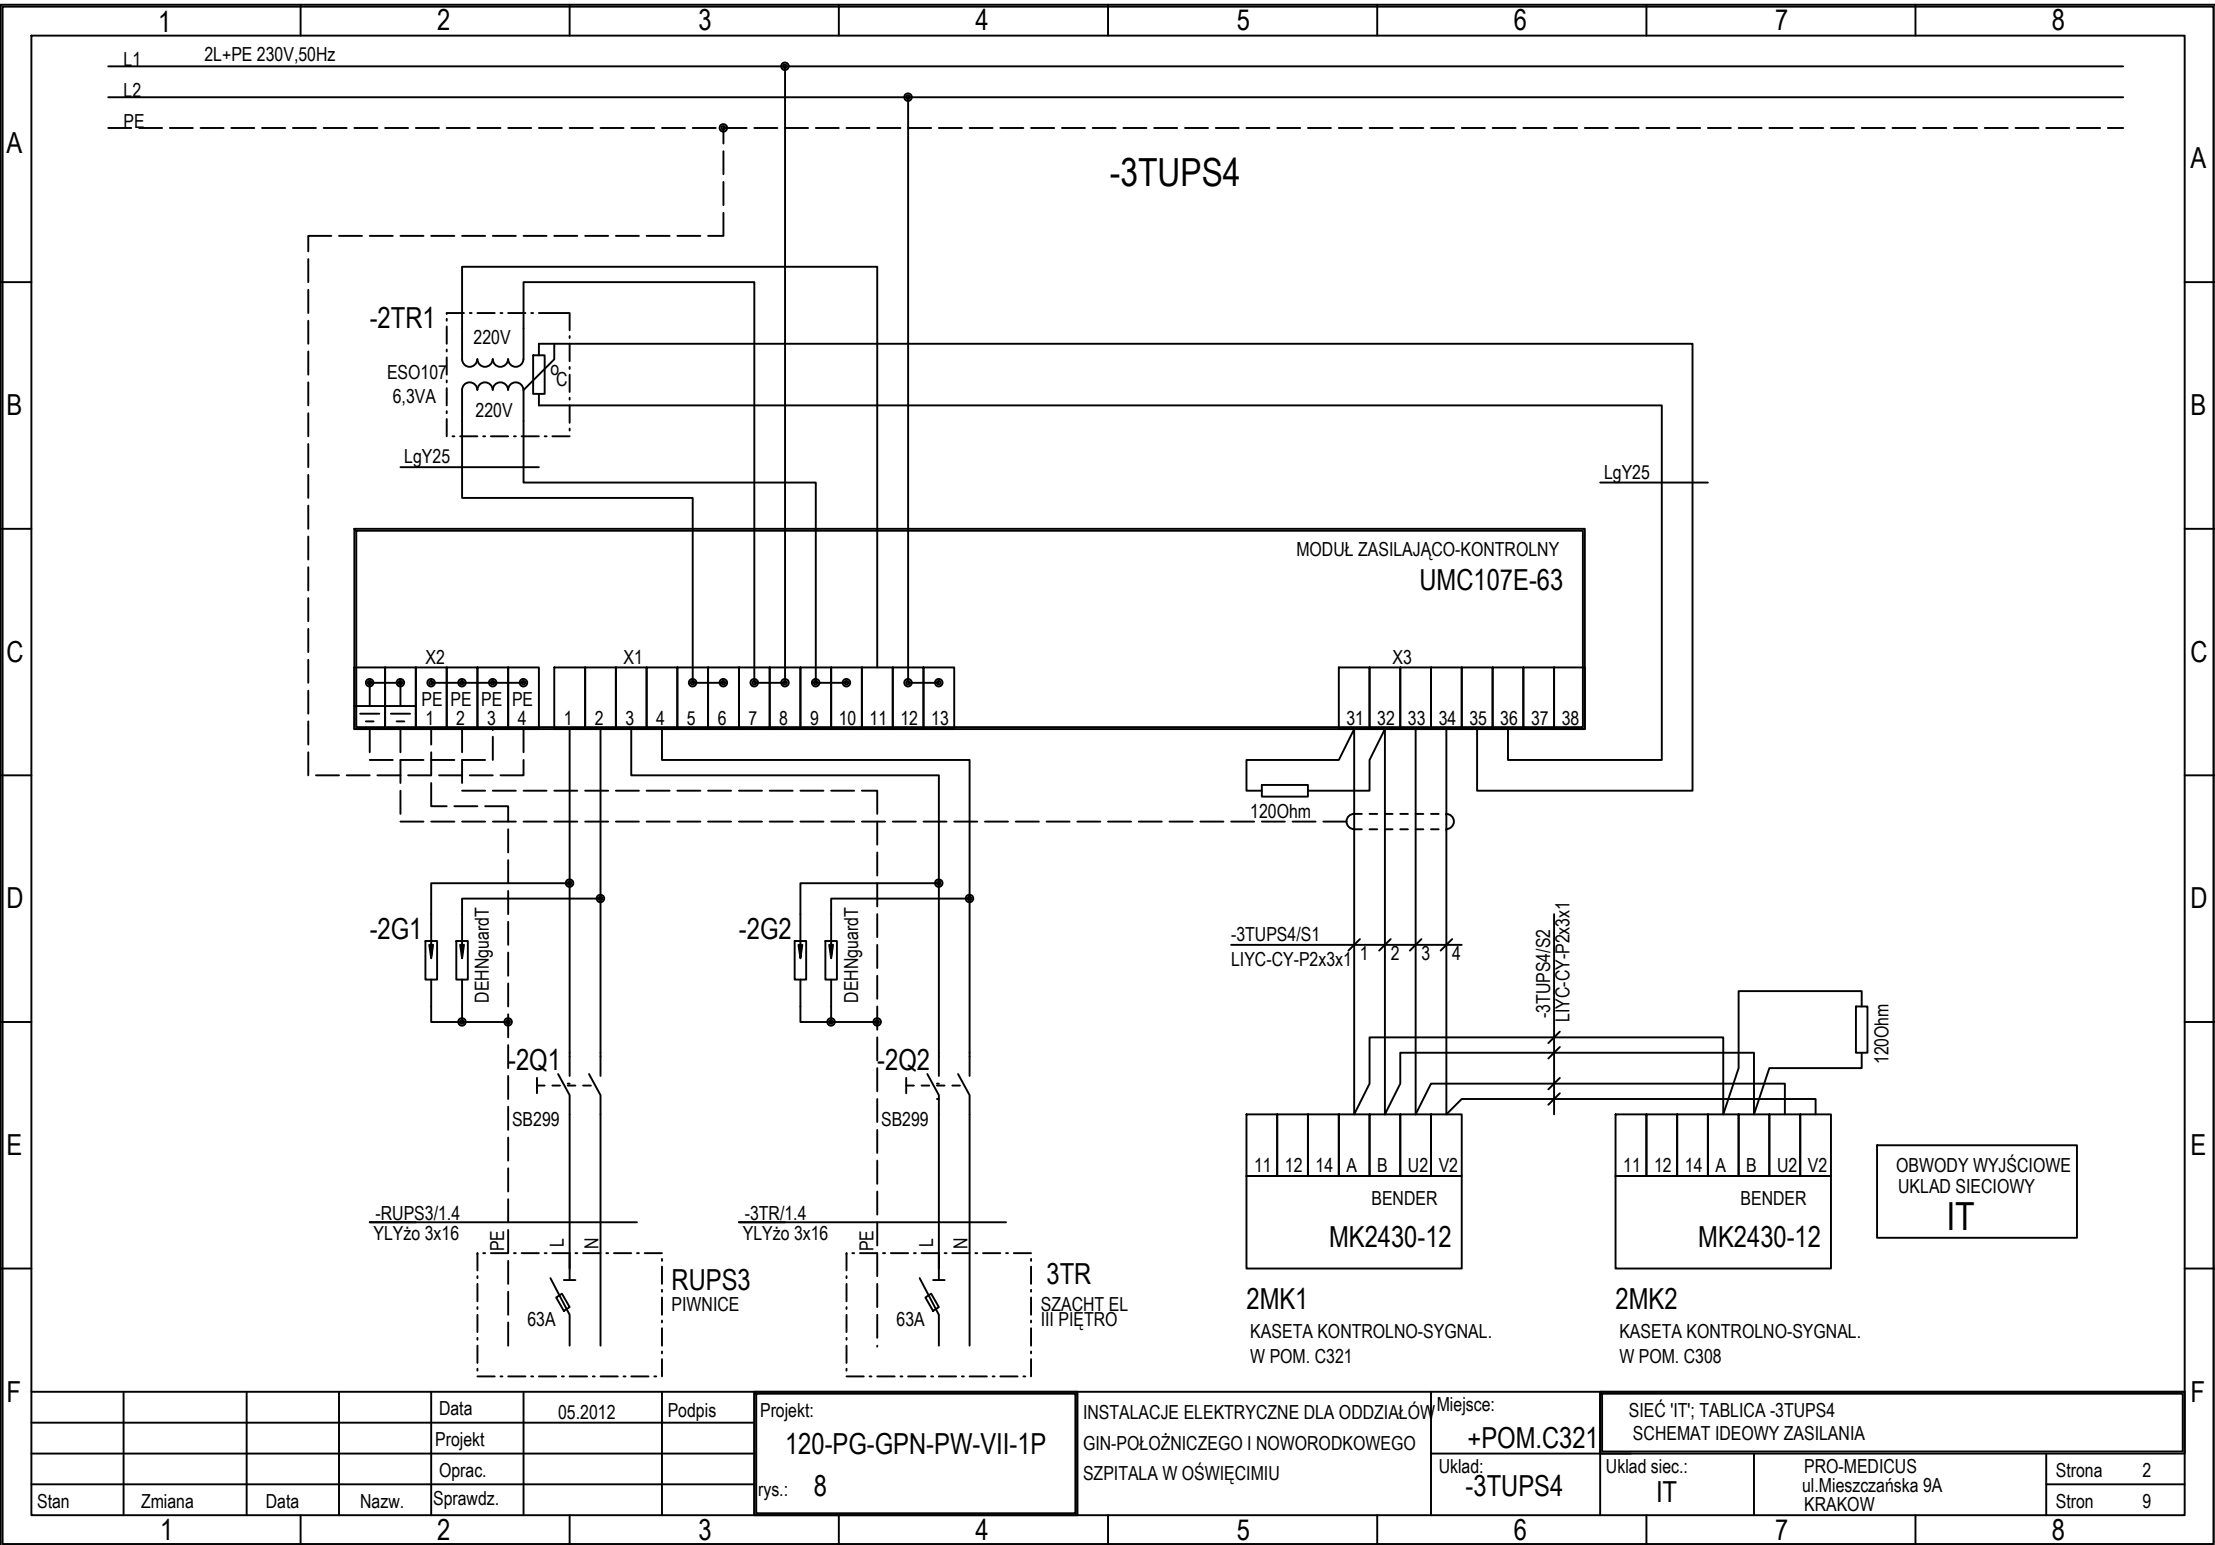 1 2 3 4 5 6 7 8
L1 2L+PE 230V,50Hz
L2
PE
A A
-3TUPS4
-2TR1
220V
ESO107
6,3VA
°C
220V
B B
LgY25
LgY25
MODUŁ ZASILAJĄCO-KONTROLNY
UMC107E-63
C C
X2 X1 X3
PE PE PE PE
1 2 3 4 1 2 3 4 5 6 7 8 9 10 11 12 13 31 32 33 34 35 36 37 38
120Ohm
D D
-2G1
DEHNguardT
-2G2
DEHNguardT
-3TUPS4/S1
LIYC-CY-P2x3x1
1 2 3 4
-3TUPS4/S2
LIYC-CY-P2x3x1
120Ohm
-2Q1
SB299
-2Q2
SB299
E E
11 12 14 A B U2 V2
BENDER
MK2430-12
11 12 14 A B U2 V2
BENDER
MK2430-12
OBWODY WYJŚCIOWE
UKLAD SIECIOWY
IT
-RUPS3/1.4
YLYżo 3x16
PE L N
-3TR/1.4
YLYżo 3x16
PE L N
63A
RUPS3
PIWNICE
63A
3TR
SZACHT EL
III PIĘTRO
2MK1
KASETA KONTROLNO-SYGNAL.
W POM. C321
2MK2
KASETA KONTROLNO-SYGNAL.
W POM. C308
F F
Data 05.2012 Podpis
Projekt
Oprac.
Stan Zmiana Data Nazw. Sprawdz.
Projekt:
120-PG-GPN-PW-VII-1P
rys.: 8
INSTALACJE ELEKTRYCZNE DLA ODDZIAŁÓW
GIN-POŁOŻNICZEGO I NOWORODKOWEGO
SZPITALA W OŚWIĘCIMIU
Miejsce:
+POM.C321
Uklad:
-3TUPS4
SIEĆ 'IT'; TABLICA -3TUPS4
SCHEMAT IDEOWY ZASILANIA
Uklad siec.:
IT
PRO-MEDICUS
ul.Mieszczańska 9A
KRAKOW
Strona 2
Stron 9
1 2 3 4 5 6 7 8